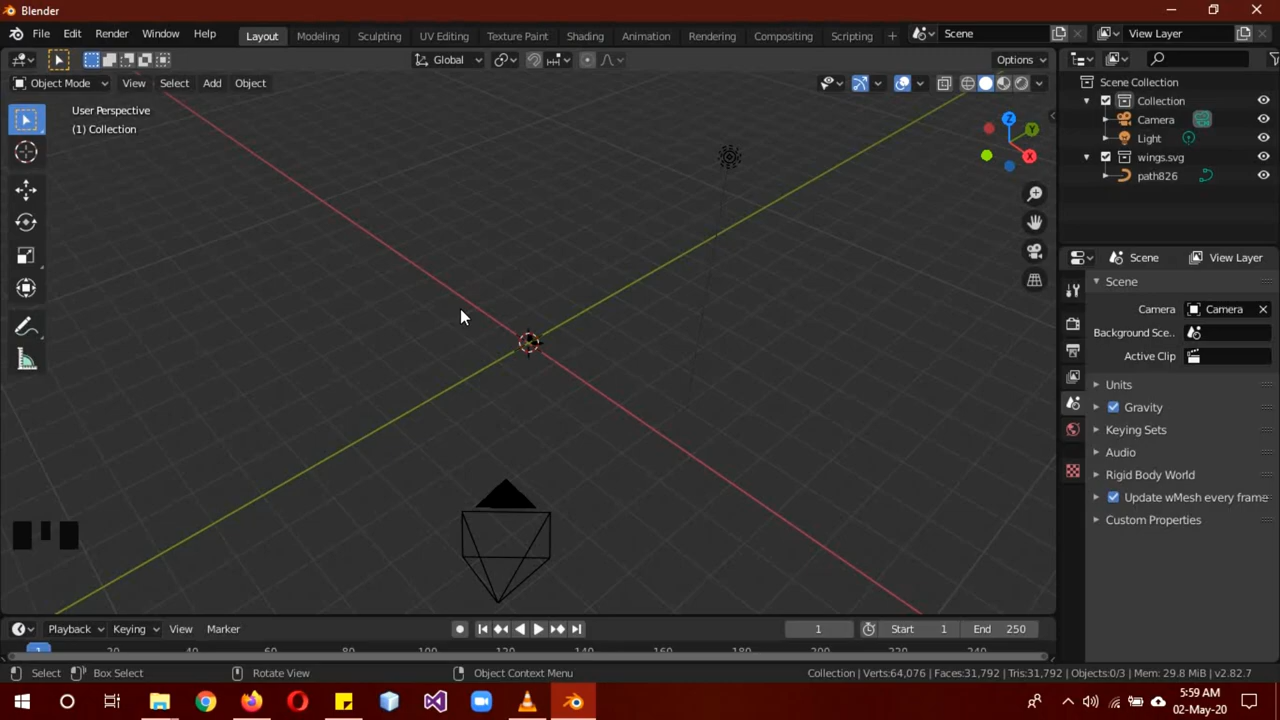 Blender
File Edit Render Window Help Layout Modeling Sculpting UV Editing Texture Paint Shading Animation Rendering Compositing Scripting + Scene View Layer
Global Options
Object Mode View Select Add Object
User Perspective
(1) Collection
Z
Y
X
Scene Collection
Collection
Camera
Light
wings.svg
path826
Scene View Layer
Scene
Camera Camera
Background Sce..
Active Clip
Units
Gravity
Keying Sets
Audio
Rigid Body World
Update wMesh every frame
Custom Properties
Playback Keying View Marker 1 Start 1 End 250
1 20 40 60 80 100 120 140 160 180 200 220 240
Select Box Select Rotate View Object Context Menu Collection | Verts:64,076 | Faces:31,792 | Tris:31,792 | Objects:0/3 | Mem: 29.8 MiB | v2.82.7
5:59 AM
02-May-20